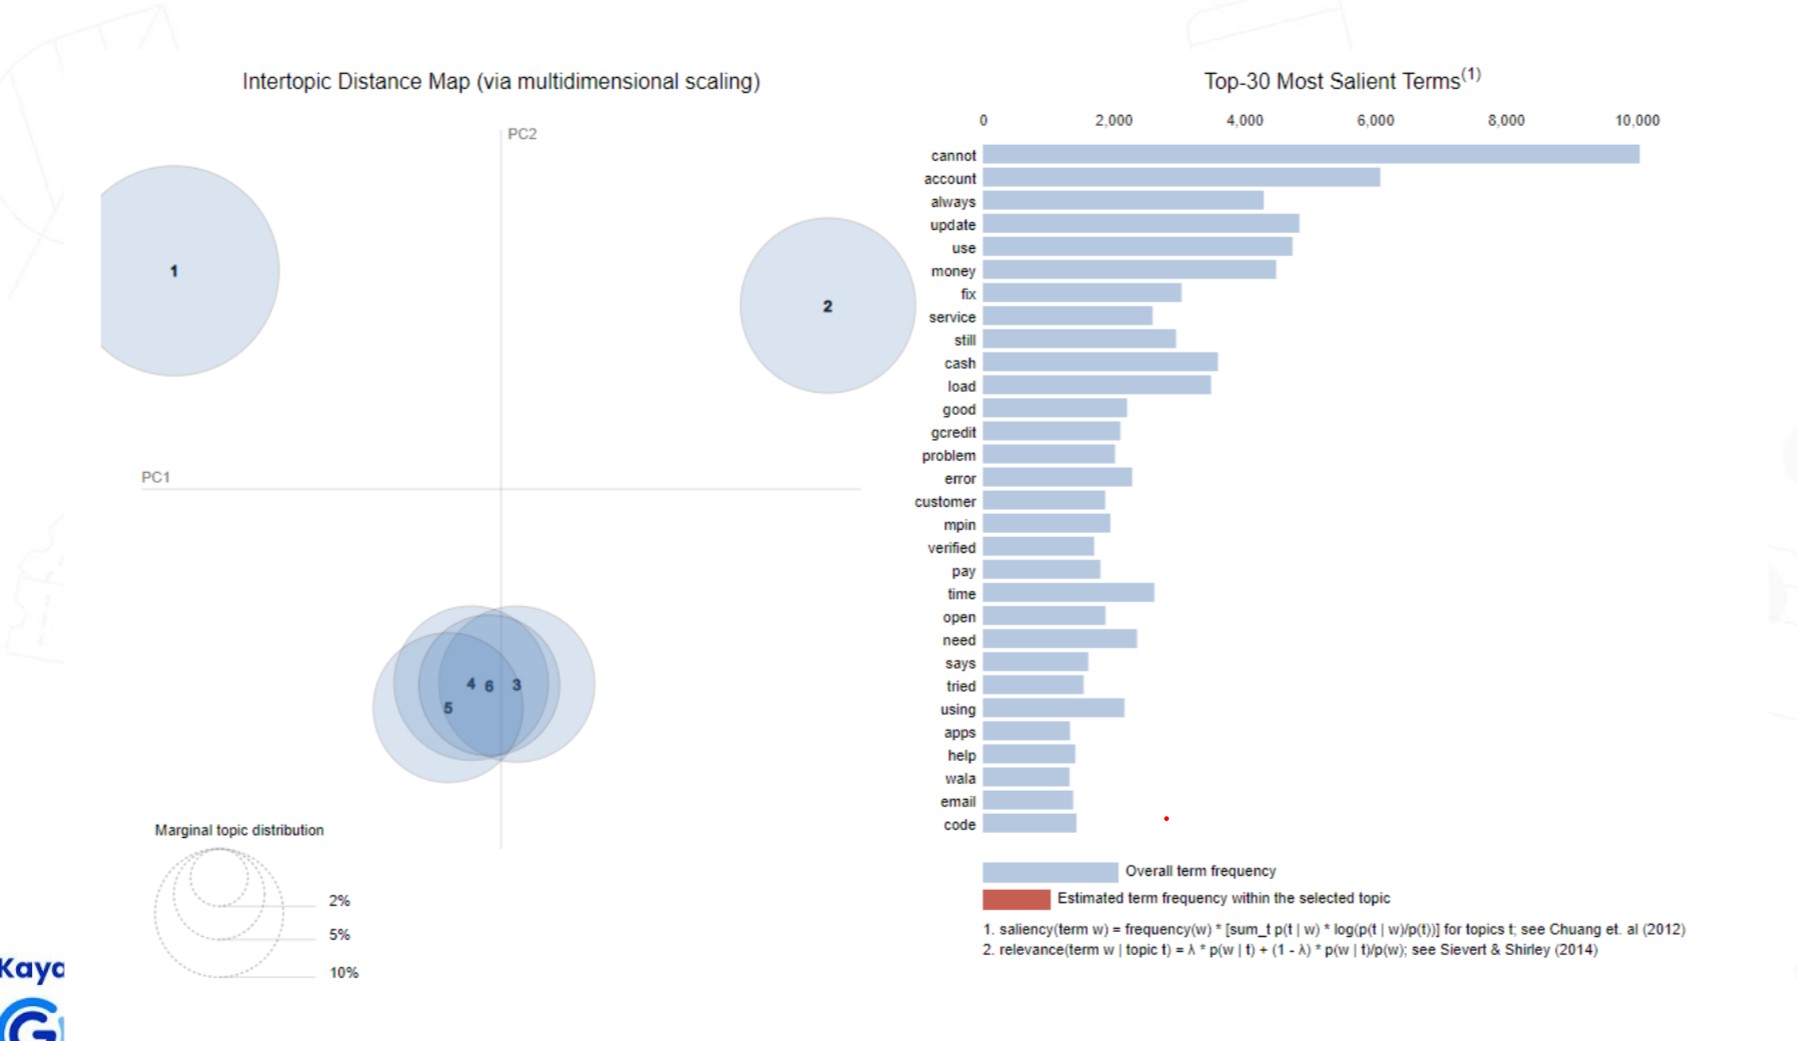 Intertopic Distance Map (via multidimensional scaling)
PC2
PC1
1
2
4 6 3
5
Marginal topic distribution
2%
5%
10%
Top-30 Most Salient Terms(1)
0 2,000 4,000 6,000 8,000 10,000
cannot
account
always
update
use
money
fix
service
still
cash
load
good
gcredit
problem
error
customer
mpin
verified
pay
time
open
need
says
tried
using
apps
help
wala
email
code
Overall term frequency
Estimated term frequency within the selected topic
1. saliency(term w) = frequency(w) * [sum_t p(t | w) * log(p(t | w)/p(t))] for topics t; see Chuang et. al (2012)
2. relevance(term w | topic t) = λ * p(w | t) + (1 - λ) * p(w | t)/p(w); see Sievert & Shirley (2014)
Kaya
G